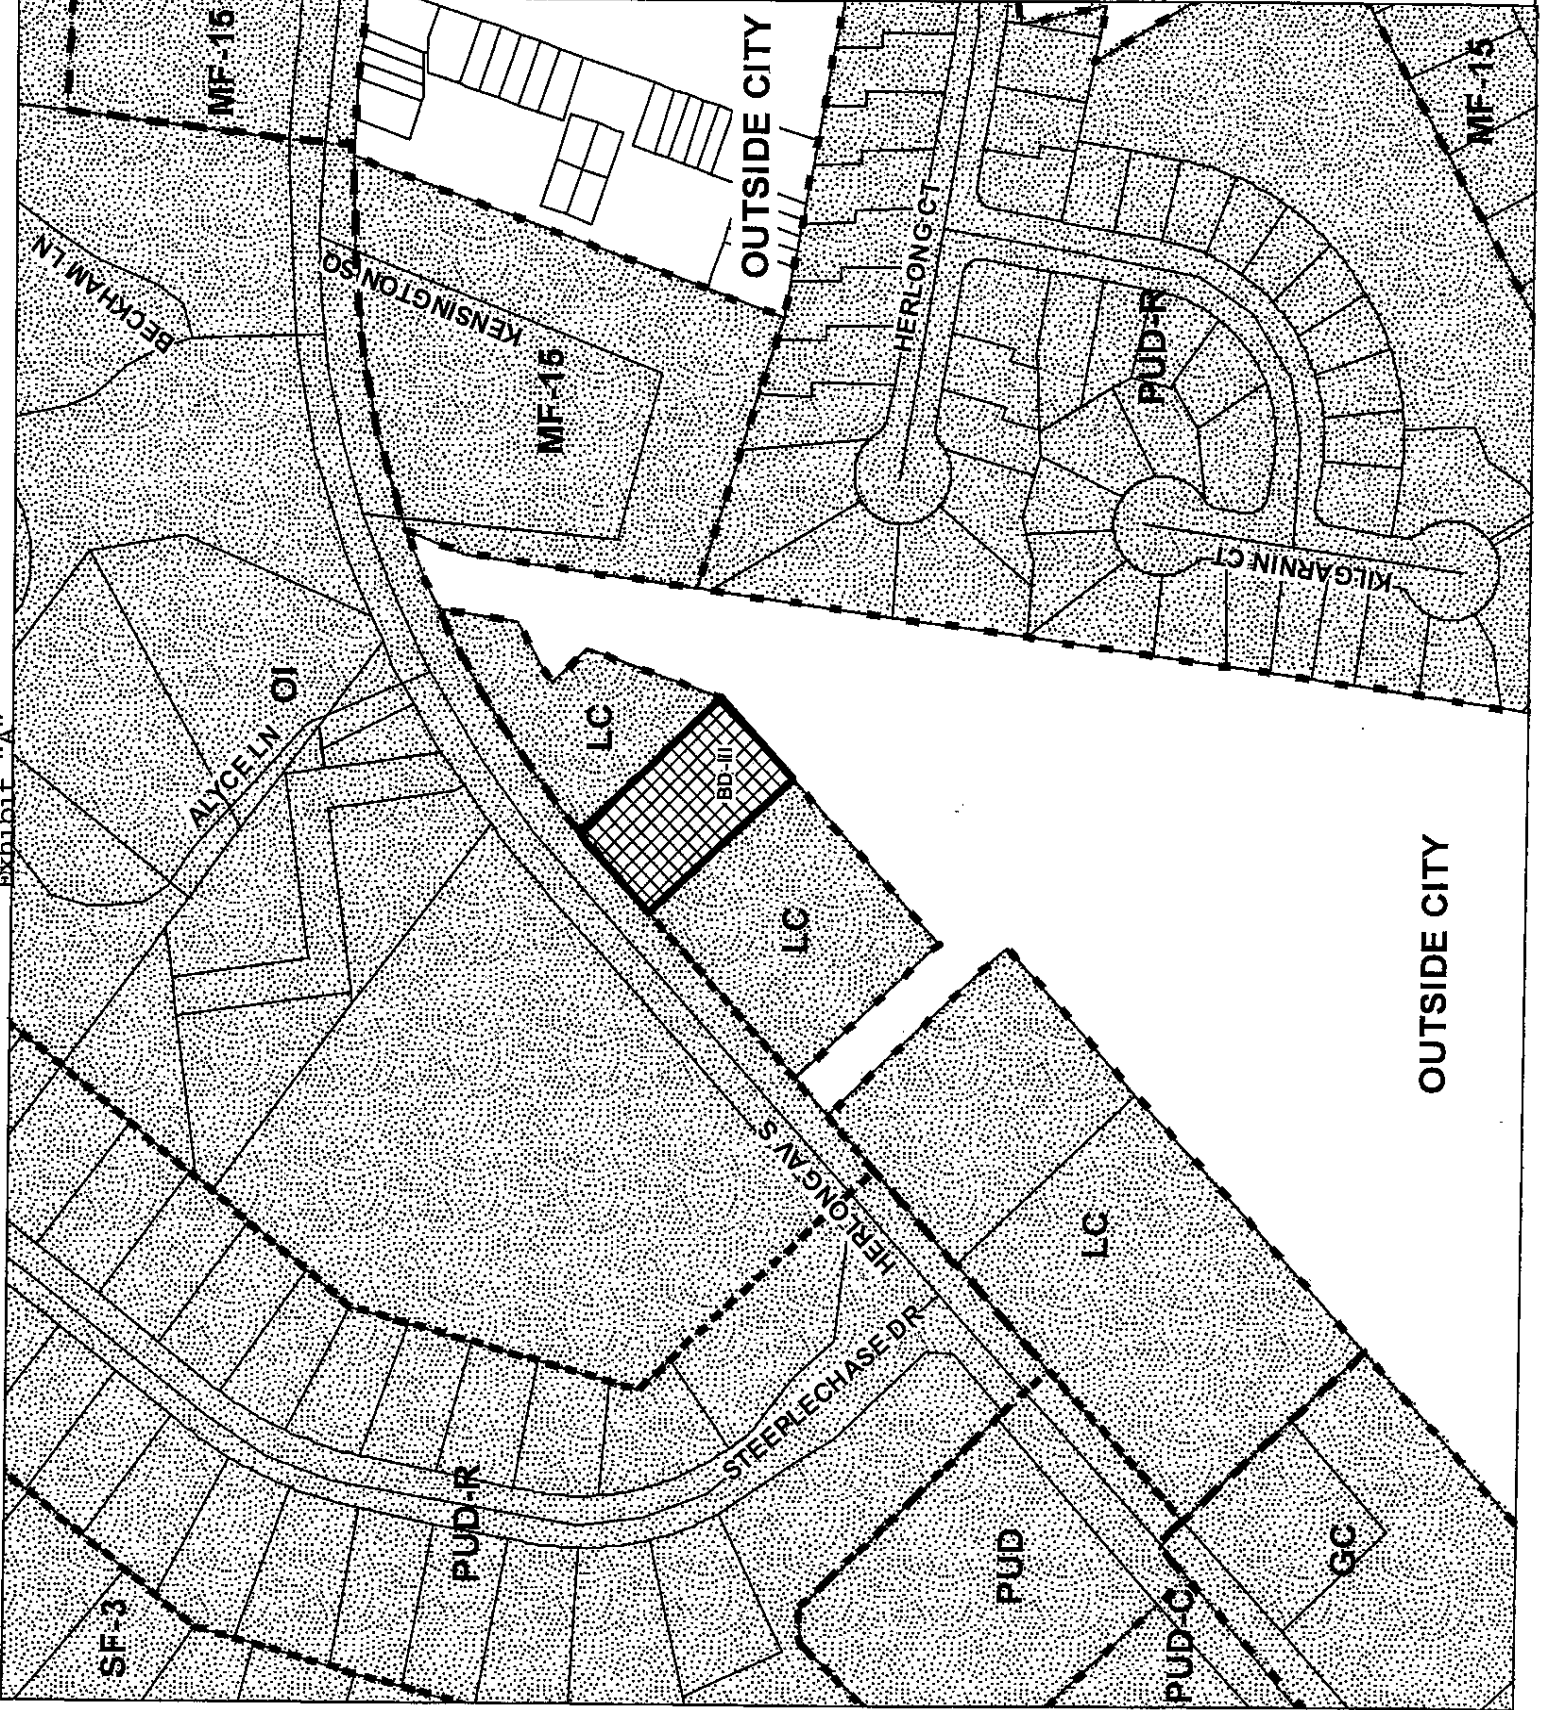 Exhibit "A"
MF-15
OUTSIDE CITY
MF-15
BECKHAM LN
KENSINGTON SQ
HERLONG CT
MF-15
PUD-R
KILGARNIN CT
OI
ALYCE LN
LC
BD-III
LC
OUTSIDE CITY
HERLONG AV S
LC
STEEPLECHASE DR
PUD-R
SF-3
PUD
PUD-C
GC